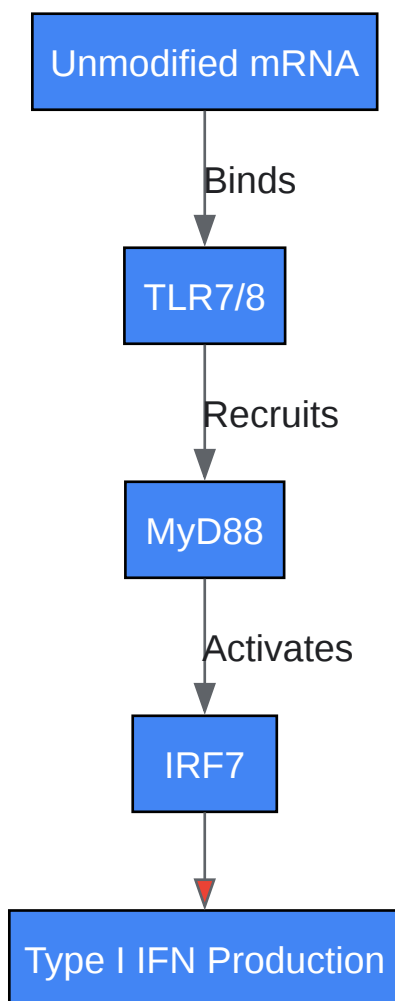 Unmodified mRNA
Binds
TLR7/8
Recruits
MyD88
Activates
IRF7
Type I IFN Production